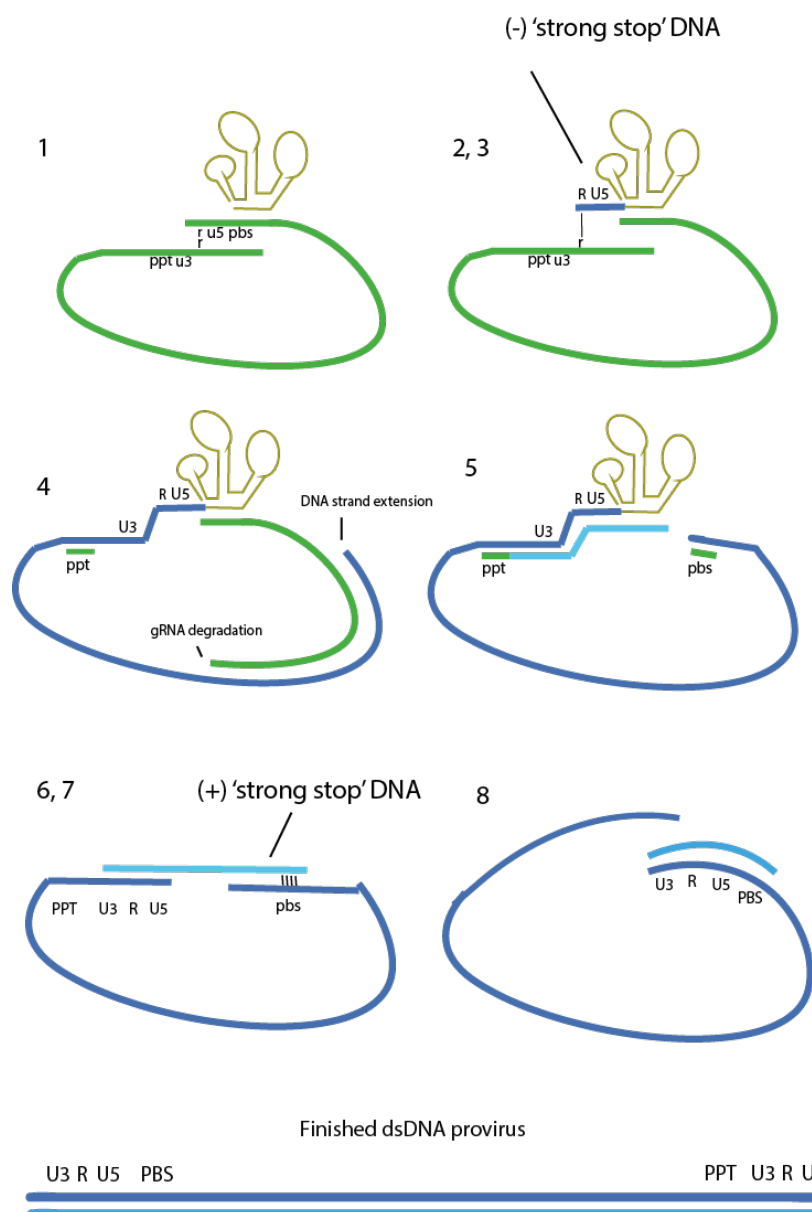 (-) 'strong stop' DNA
1
r u5 pbs
r
ppt u3
2, 3
R U5
r
ppt u3
4
R U5
U3
ppt
DNA strand extension
gRNA degradation
5
R U5
U3
ppt
pbs
6, 7
(+) 'strong stop' DNA
PPT U3 R U5
pbs
8
U3 R U5 PBS
Finished dsDNA provirus
U3 R U5 PBS PPT U3 R U